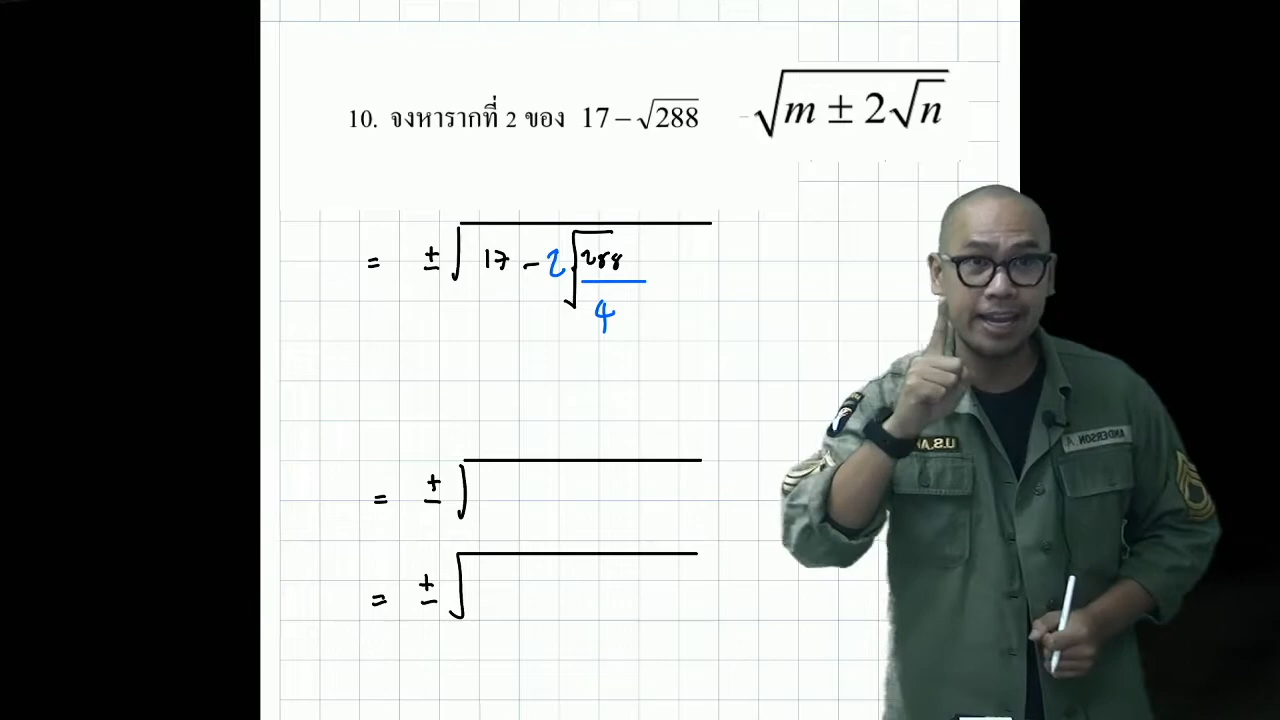 10. จงหารากที่ 2 ของ 17 − √288
√(m ± 2√n)
= ± √(17 − 2√(288/4))
= ± √
= ± √
U.S.A
ANDERSON